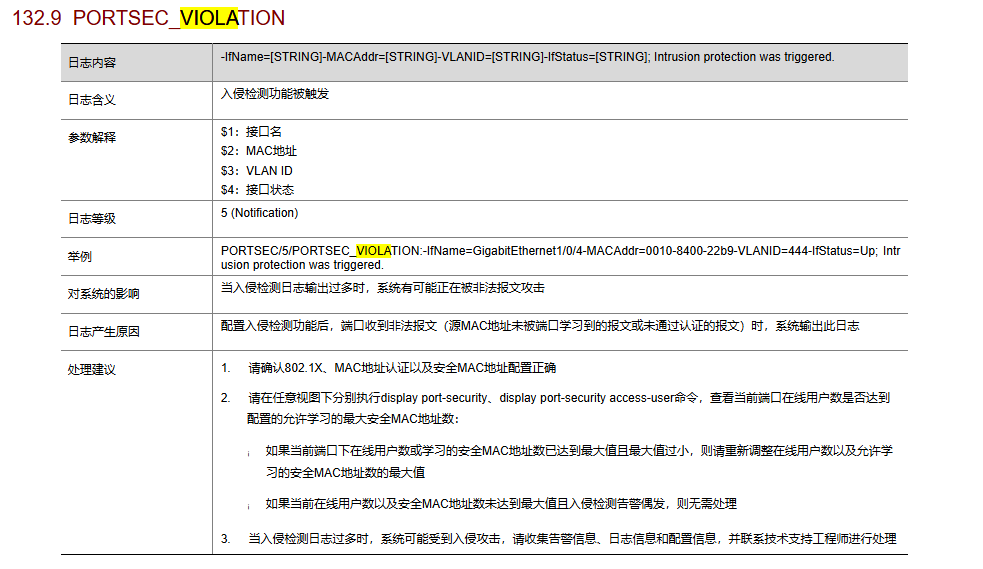 132.9 PORTSEC_VIOLATION
日志内容
-IfName=[STRING]-MACAddr=[STRING]-VLANID=[STRING]-IfStatus=[STRING]; Intrusion protection was triggered.
日志含义
入侵检测功能被触发
参数解释
$1：接口名
$2：MAC地址
$3：VLAN ID
$4：接口状态
日志等级
5 (Notification)
举例
PORTSEC/5/PORTSEC_VIOLATION:-IfName=GigabitEthernet1/0/4-MACAddr=0010-8400-22b9-VLANID=444-IfStatus=Up; Intr
usion protection was triggered.
对系统的影响
当入侵检测日志输出过多时，系统有可能正在被非法报文攻击
日志产生原因
配置入侵检测功能后，端口收到非法报文（源MAC地址未被端口学习到的报文或未通过认证的报文）时，系统输出此日志
处理建议
1. 请确认802.1X、MAC地址认证以及安全MAC地址配置正确
2. 请在任意视图下分别执行display port-security、display port-security access-user命令，查看当前端口在线用户数是否达到
配置的允许学习的最大安全MAC地址数：
¡ 如果当前端口下在线用户数或学习的安全MAC地址数已达到最大值且最大值过小，则请重新调整在线用户数以及允许学
习的安全MAC地址数的最大值
¡ 如果当前在线用户数以及安全MAC地址数未达到最大值且入侵检测告警偶发，则无需处理
3. 当入侵检测日志过多时，系统可能受到入侵攻击，请收集告警信息、日志信息和配置信息，并联系技术支持工程师进行处理